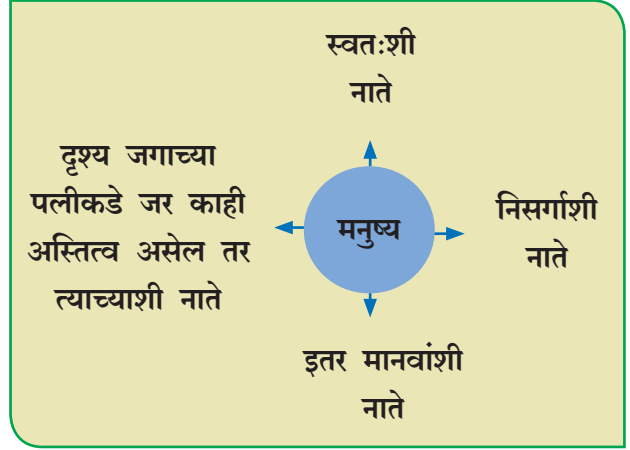 स्वतःशी
नाते
दृश्य जगाच्या
पलीकडे जर काही
अस्तित्व असेल तर
त्याच्याशी नाते
मनुष्य
निसर्गाशी
नाते
इतर मानवांशी
नाते